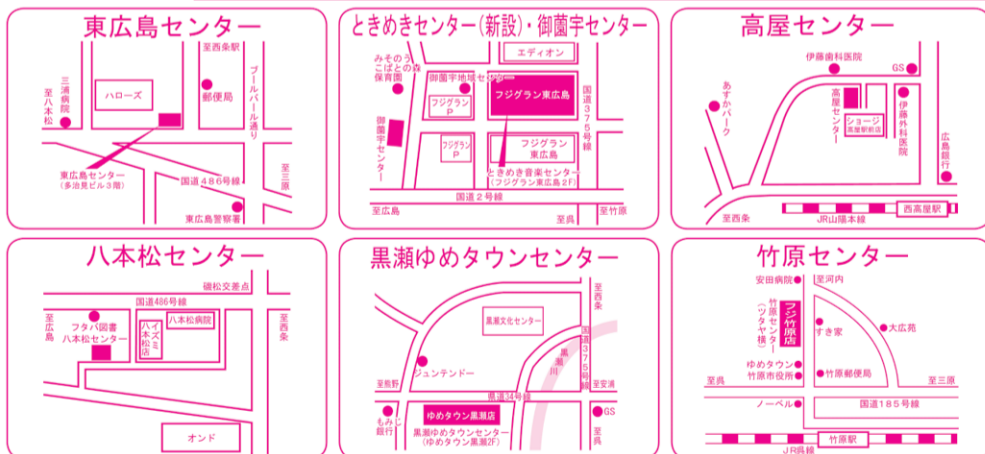 東広島センター
至西条駅
三浦病院
至八本松
ハローズ
郵便局
ブールバール通り
東広島センター
(多治見ビル3階)
国道486号線
至三原
東広島警察署
ときめきセンター(新設)・御薗宇センター
みそのう
こばとの森
保育園
エディオン
御薗宇地域センター
フジグラン
P
フジグラン東広島
国道375号線
御薗宇センター
フジグラン
P
フジグラン
東広島
ときめき音楽センター
(フジグラン東広島2F)
国道2号線
至広島
至呉
至竹原
高屋センター
伊藤歯科医院
GS
あすかパーク
高屋センター
ショージ
高屋駅前店
伊藤外科医院
広島銀行
至西条
JR山陽本線
西高屋駅
八本松センター
磯松交差点
国道486号線
至広島
フタバ図書
八本松センター
イズミ
八本松店
八本松病院
至西条
オンド
黒瀬ゆめタウンセンター
至西条
黒瀬文化センター
国道375号線
黒瀬川
ジュンテンドー
至熊野
県道34号線
至安浦
もみじ
銀行
ゆめタウン黒瀬店
黒瀬ゆめタウンセンター
(ゆめタウン黒瀬2F)
GS
至呉
竹原センター
安田病院
至河内
フジ竹原店
竹原センター
(ツタヤ横)
すき家
大広苑
ゆめタウン
竹原市役所
竹原郵便局
至呉
至三原
ノーベル
国道185号線
竹原駅
JR呉線